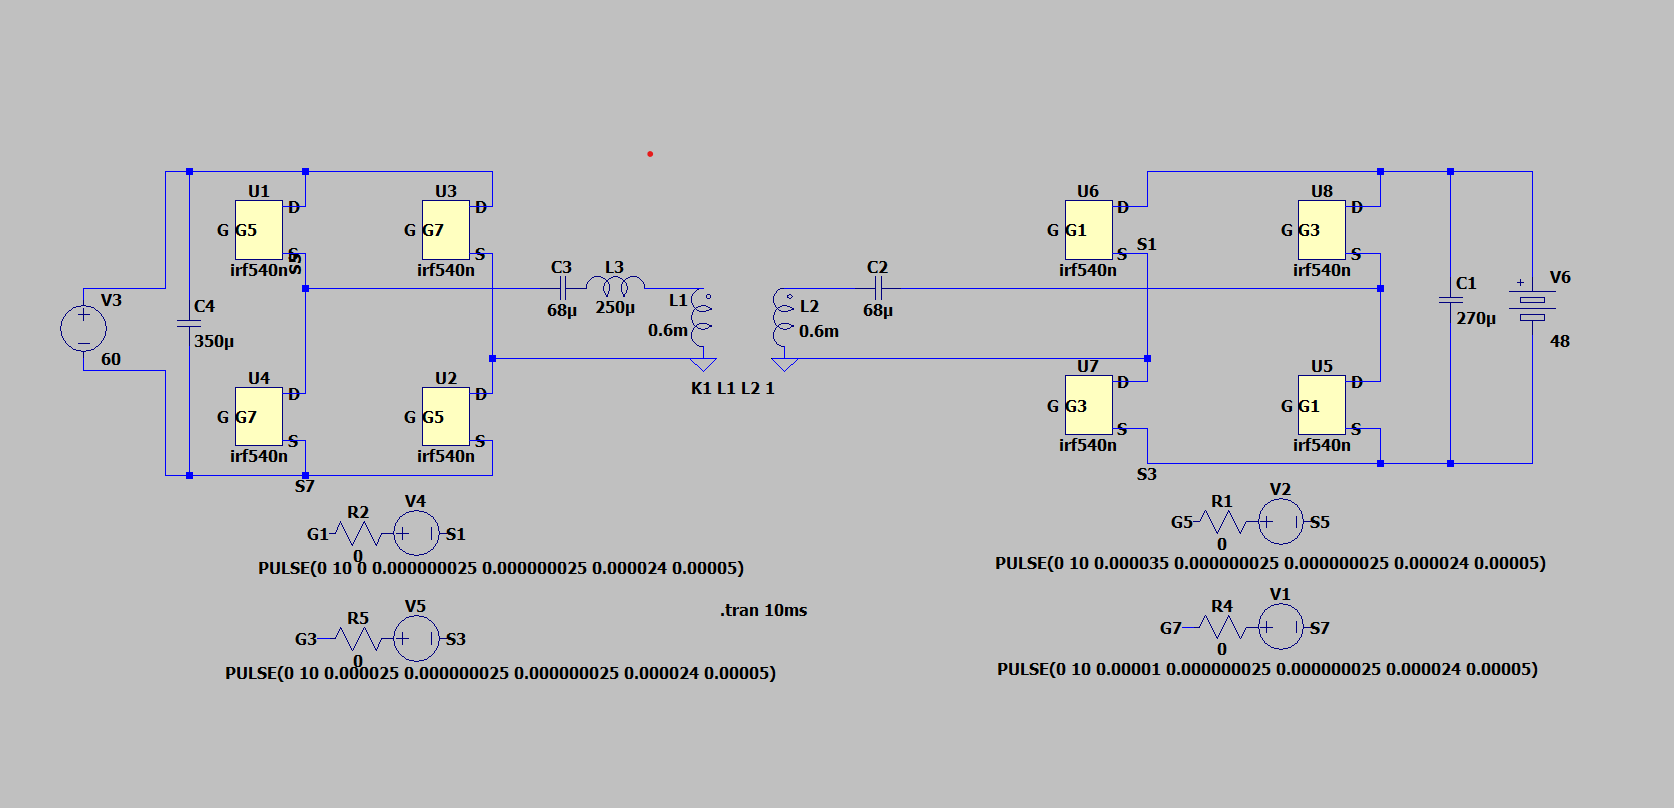 U1
G G5
D
S
irf540n
S5
U3
G G7
D
S
irf540n
V3
60
C4
350µ
U4
G G7
D
S
irf540n
S7
U2
G G5
D
S
irf540n
C3
68µ
L3
250µ
L1
0.6m
L2
0.6m
K1 L1 L2 1
C2
68µ
U6
G G1
D
S
irf540n
S1
U8
G G3
D
S
irf540n
U7
G G3
D
S
irf540n
S3
U5
G G1
D
S
irf540n
C1
270µ
V6
48
V4
R2
G1
S1
0
PULSE(0 10 0 0.000000025 0.000000025 0.000024 0.00005)
V5
R5
G3
S3
0
PULSE(0 10 0.000025 0.000000025 0.000000025 0.000024 0.00005)
.tran 10ms
V2
R1
G5
S5
0
PULSE(0 10 0.000035 0.000000025 0.000000025 0.000024 0.00005)
V1
R4
G7
S7
0
PULSE(0 10 0.00001 0.000000025 0.000000025 0.000024 0.00005)